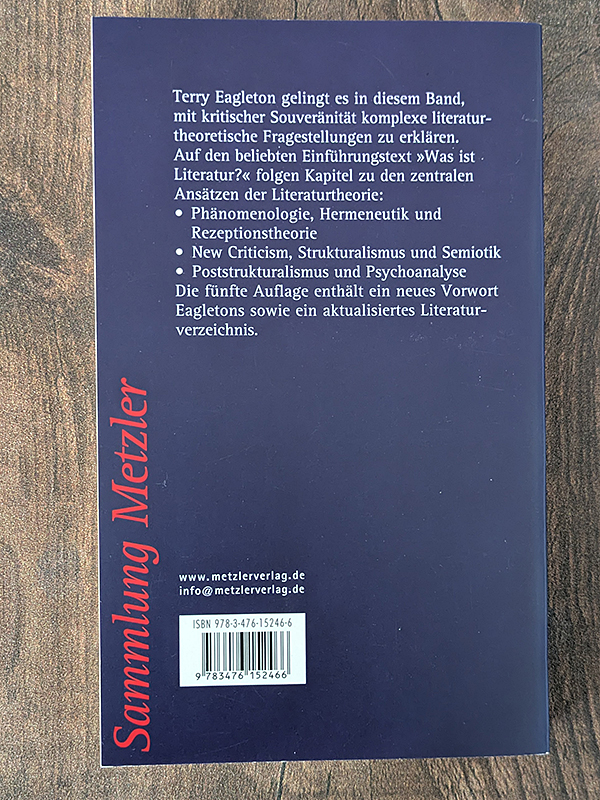 Terry Eagleton gelingt es in diesem Band,
mit kritischer Souveränität komplexe literatur-
theoretische Fragestellungen zu erklären.
Auf den beliebten Einführungstext »Was ist
Literatur?« folgen Kapitel zu den zentralen
Ansätzen der Literaturtheorie:
• Phänomenologie, Hermeneutik und
Rezeptionstheorie
• New Criticism, Strukturalismus und Semiotik
• Poststrukturalismus und Psychoanalyse
Die fünfte Auflage enthält ein neues Vorwort
Eagletons sowie ein aktualisiertes Literatur-
verzeichnis.
Sammlung Metzler
www.metzlerverlag.de
info@metzlerverlag.de
ISBN 978-3-476-15246-6
9 783476 152466